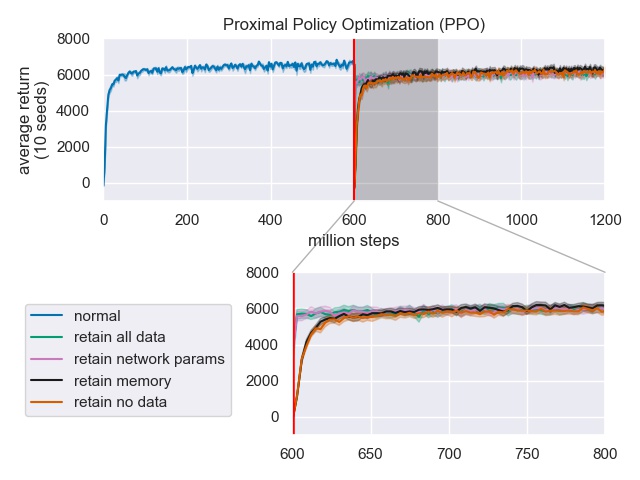 Proximal Policy Optimization (PPO)
average return
(10 seeds)
8000
6000
4000
2000
0
0 200 400 600 800 1000 1200
million steps
normal
retain all data
retain network params
retain memory
retain no data
8000
6000
4000
2000
0
600 650 700 750 800